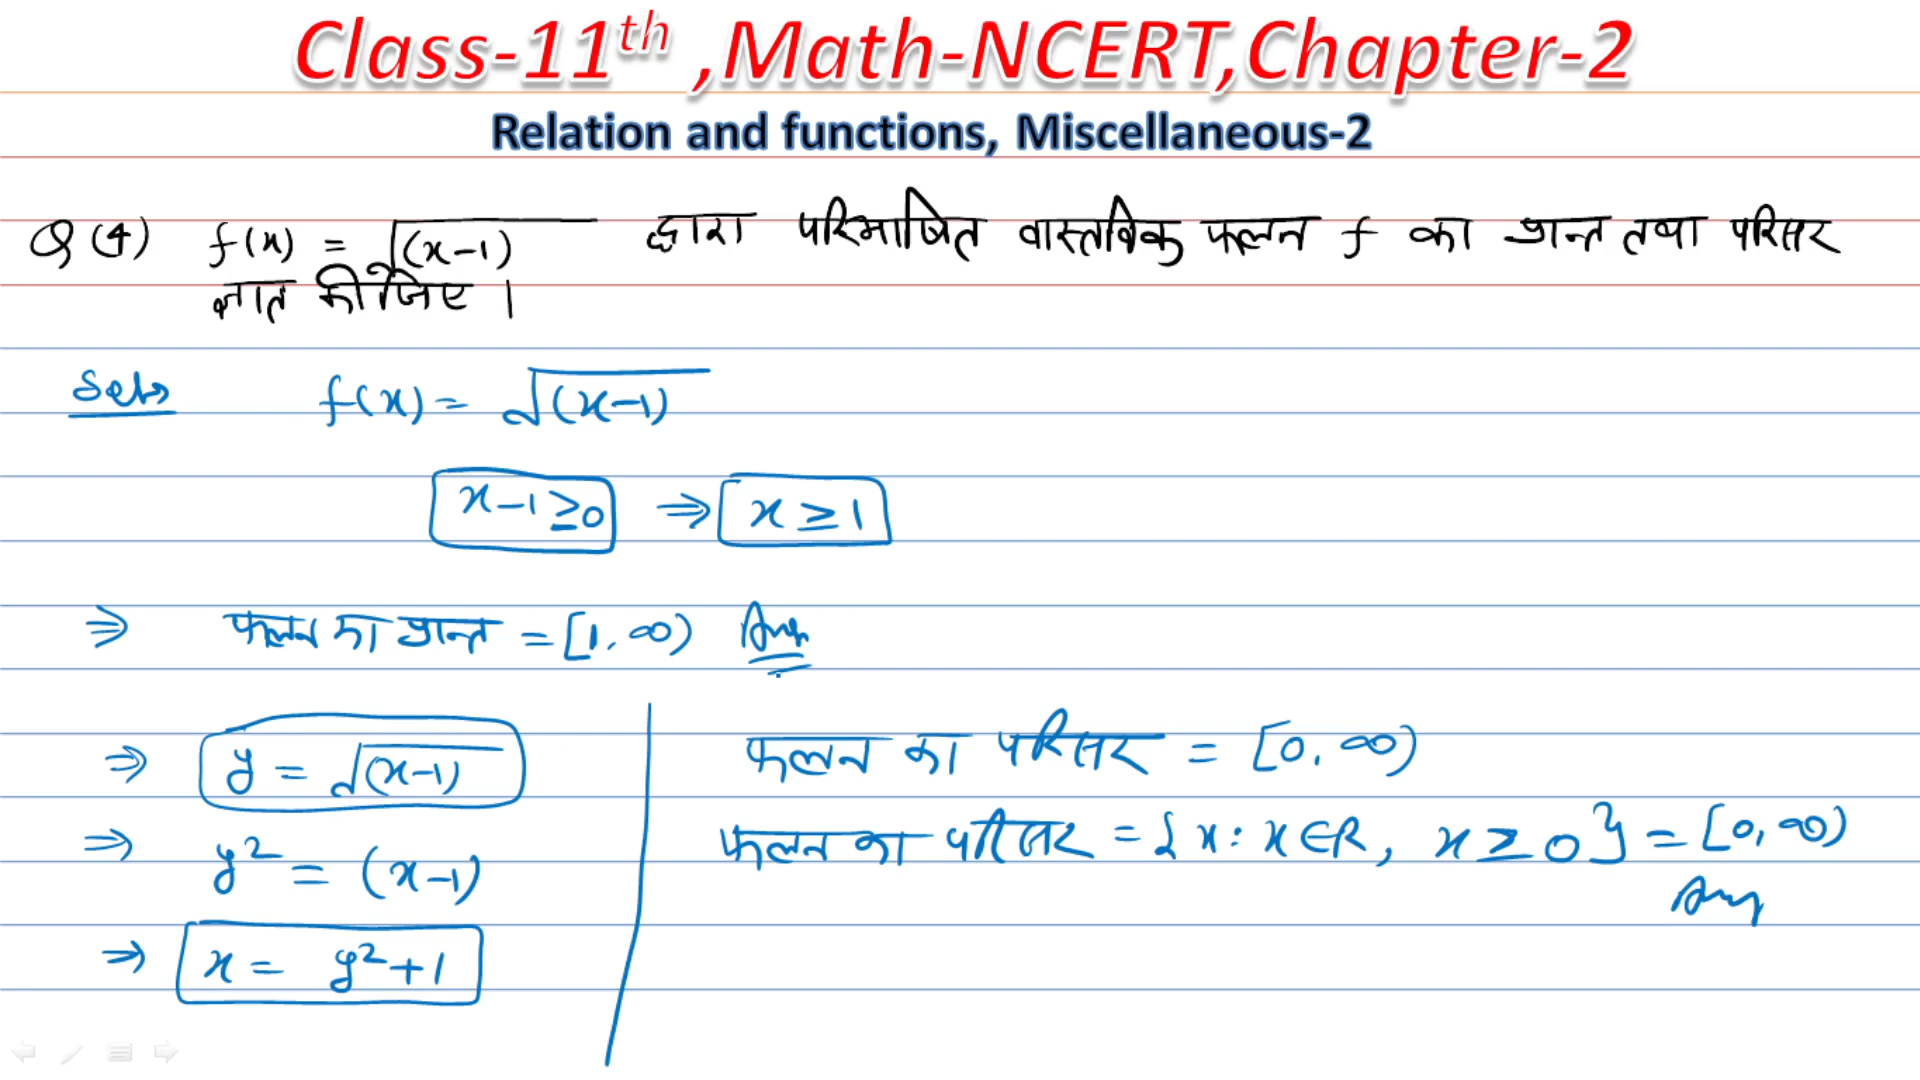 Class-11th ,Math-NCERT,Chapter-2
Relation and functions, Miscellaneous-2
Q (4) f(x) = √(x-1) द्वारा परिभाषित वास्तविक फलन f का प्रान्त तथा परिसर
ज्ञात कीजिए ।
Soln
f(x) = √(x-1)
x-1≥0 ⇒ x ≥ 1
⇒ फलन का प्रान्त = [1, ∞) Ans
⇒ y = √(x-1)
⇒ y² = (x-1)
⇒ x = y²+1
फलन का परिसर = [0, ∞)
फलन का परिसर = {x : x∈R, x ≥ 0} = [0, ∞)
Ans